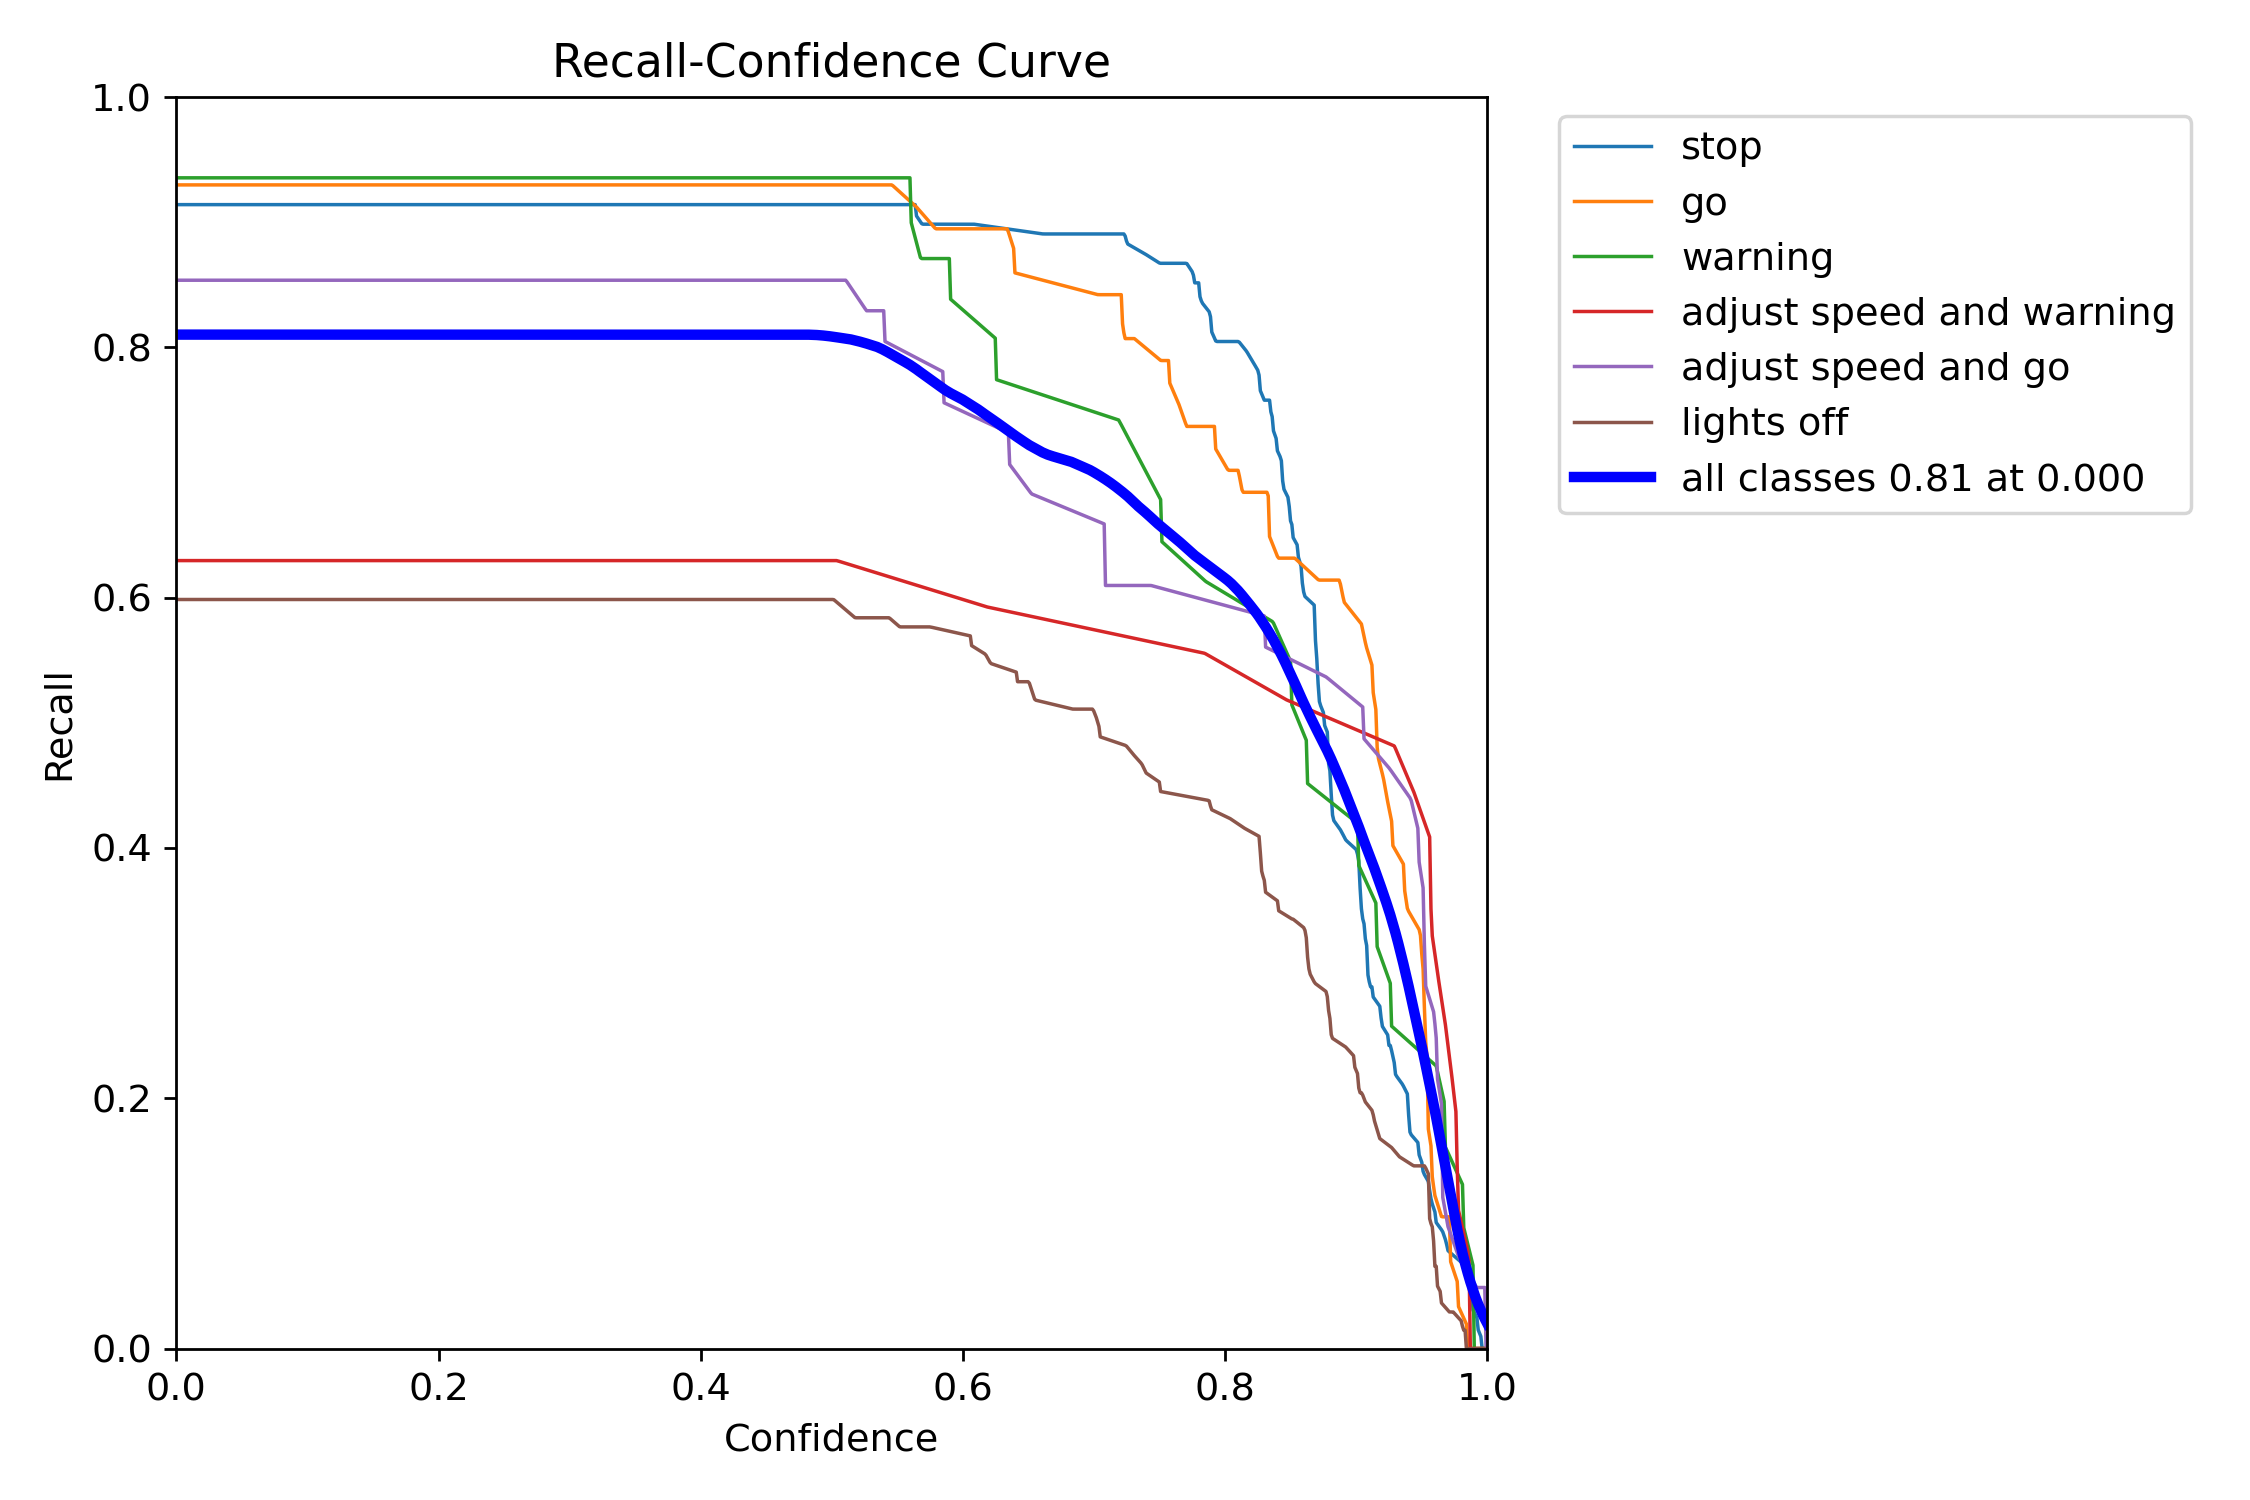 Recall-Confidence Curve
1.0
0.8
0.6
0.4
0.2
0.0
Recall
0.0 0.2 0.4 0.6 0.8 1.0
Confidence
stop
go
warning
adjust speed and warning
adjust speed and go
lights off
all classes 0.81 at 0.000